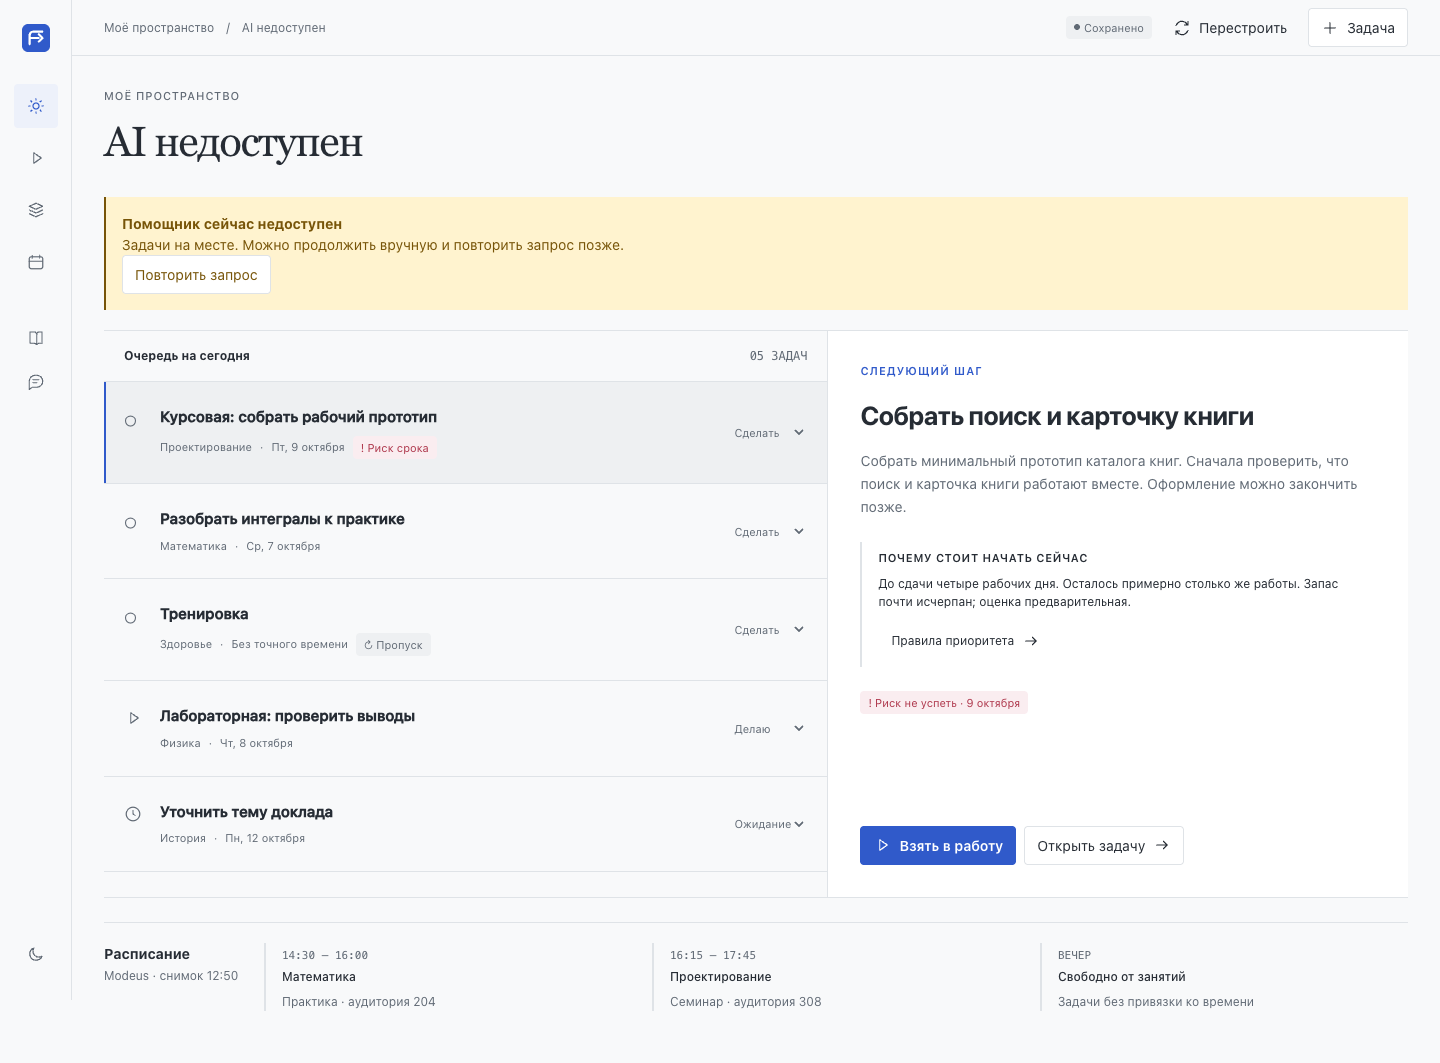 Моё пространство / AI недоступен
Сохранено
Перестроить
Задача
МОЁ ПРОСТРАНСТВО
AI недоступен
Помощник сейчас недоступен
Задачи на месте. Можно продолжить вручную и повторить запрос позже.
Повторить запрос
Очередь на сегодня
05 ЗАДАЧ
Курсовая: собрать рабочий прототип
Проектирование · Пт, 9 октября ! Риск срока
Сделать
Разобрать интегралы к практике
Математика · Ср, 7 октября
Сделать
Тренировка
Здоровье · Без точного времени ↻ Пропуск
Сделать
Лабораторная: проверить выводы
Физика · Чт, 8 октября
Делаю
Уточнить тему доклада
История · Пн, 12 октября
Ожидание
СЛЕДУЮЩИЙ ШАГ
Собрать поиск и карточку книги
Собрать минимальный прототип каталога книг. Сначала проверить, что
поиск и карточка книги работают вместе. Оформление можно закончить
позже.
ПОЧЕМУ СТОИТ НАЧАТЬ СЕЙЧАС
До сдачи четыре рабочих дня. Осталось примерно столько же работы. Запас
почти исчерпан; оценка предварительная.
Правила приоритета →
! Риск не успеть · 9 октября
Взять в работу
Открыть задачу →
Расписание
Modeus · снимок 12:50
14:30 — 16:00
Математика
Практика · аудитория 204
16:15 — 17:45
Проектирование
Семинар · аудитория 308
ВЕЧЕР
Свободно от занятий
Задачи без привязки ко времени